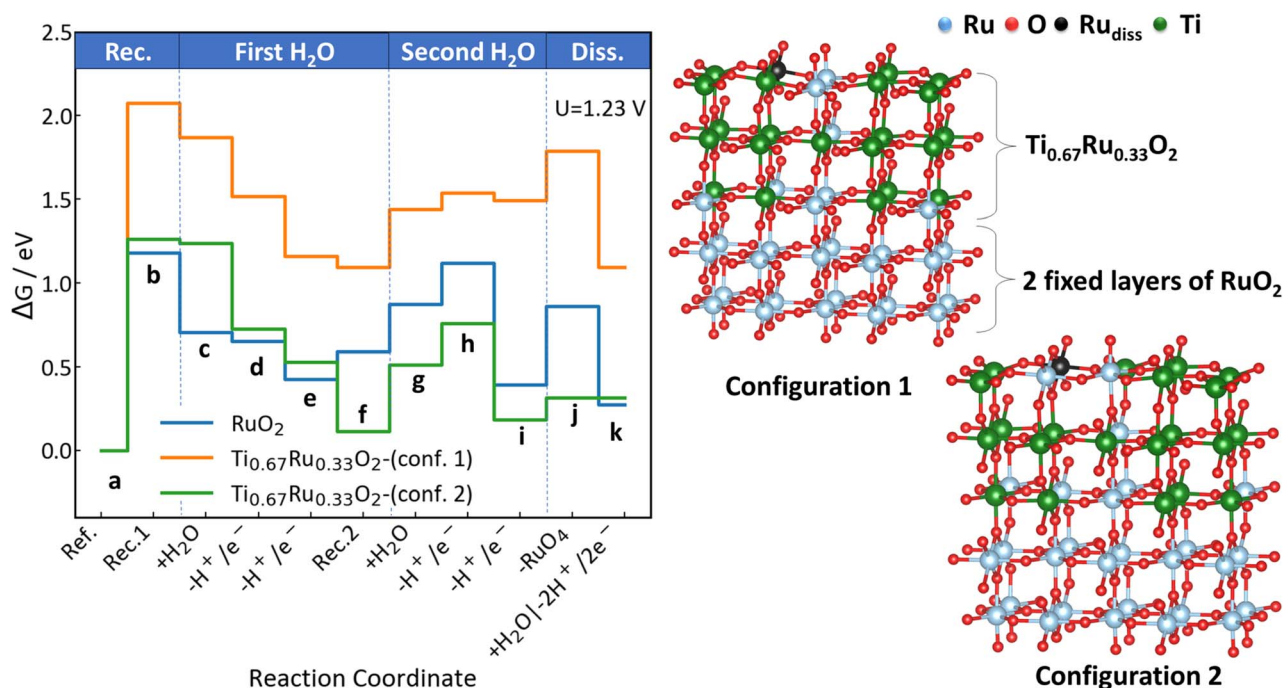 2.5
2.0
1.5
1.0
0.5
0.0
ΔG / eV
Rec.
First H₂O
Second H₂O
Diss.
U=1.23 V
a
b
c
d
e
f
g
h
i
j
k
RuO₂
Ti₀.₆₇Ru₀.₃₃O₂-(conf. 1)
Ti₀.₆₇Ru₀.₃₃O₂-(conf. 2)
Ref.
Rec.1
+H₂O
-H⁺/e⁻
-H⁺/e⁻
Rec.2
+H₂O
-H⁺/e⁻
-H⁺/e⁻
-RuO₄
+H₂O|-2H⁺/2e⁻
Reaction Coordinate
Ru O Ru_diss Ti
Ti₀.₆₇Ru₀.₃₃O₂
2 fixed layers of RuO₂
Configuration 1
Configuration 2